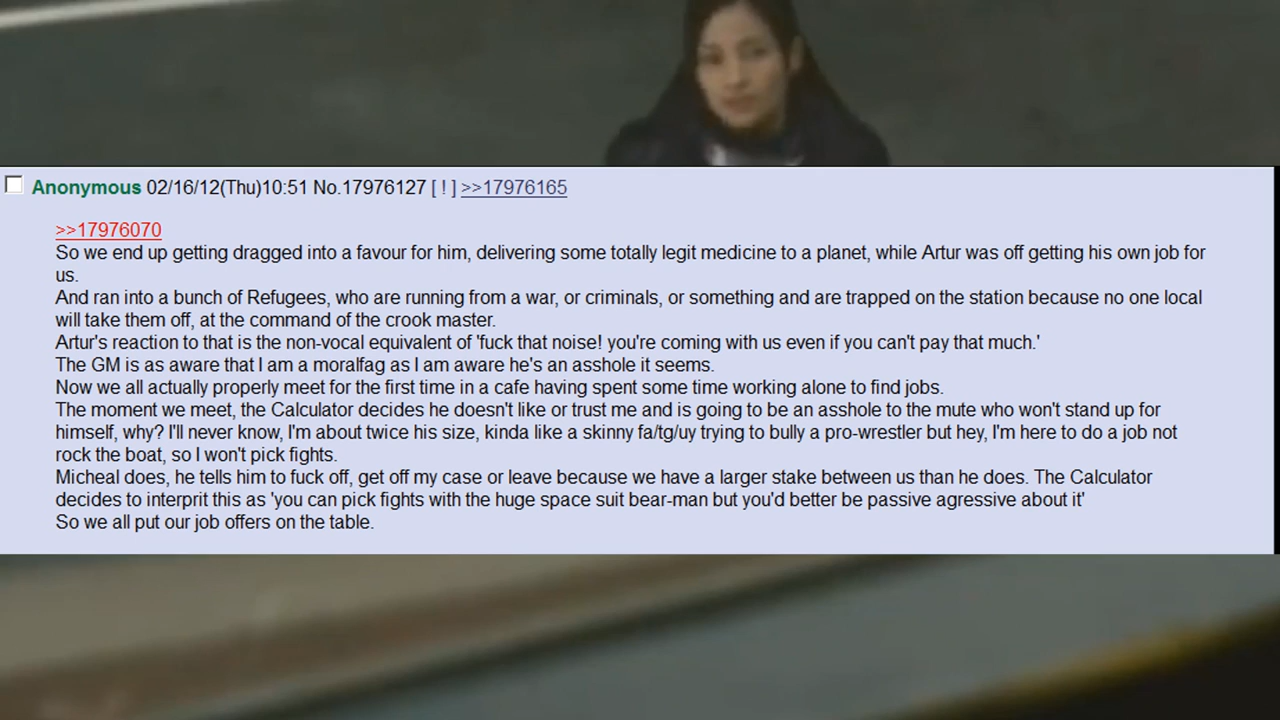 Anonymous 02/16/12(Thu)10:51 No.17976127 [ ! ] >>17976165
>>17976070
So we end up getting dragged into a favour for him, delivering some totally legit medicine to a planet, while Artur was off getting his own job for
us.
And ran into a bunch of Refugees, who are running from a war, or criminals, or something and are trapped on the station because no one local
will take them off, at the command of the crook master.
Artur's reaction to that is the non-vocal equivalent of 'fuck that noise! you're coming with us even if you can't pay that much.'
The GM is as aware that I am a moralfag as I am aware he's an asshole it seems.
Now we all actually properly meet for the first time in a cafe having spent some time working alone to find jobs.
The moment we meet, the Calculator decides he doesn't like or trust me and is going to be an asshole to the mute who won't stand up for
himself, why? I'll never know, I'm about twice his size, kinda like a skinny fa/tg/uy trying to bully a pro-wrestler but hey, I'm here to do a job not
rock the boat, so I won't pick fights.
Micheal does, he tells him to fuck off, get off my case or leave because we have a larger stake between us than he does. The Calculator
decides to interprit this as 'you can pick fights with the huge space suit bear-man but you'd better be passive agressive about it'
So we all put our job offers on the table.